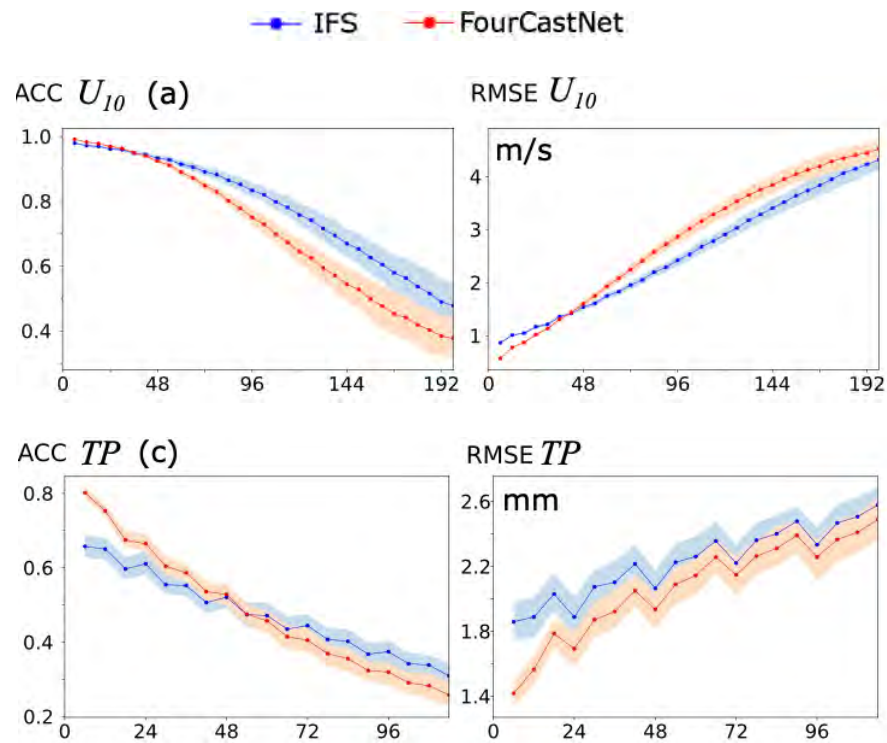 IFS FourCastNet
ACC U10 (a) RMSE U10
1.0
0.8
0.6
0.4
0 48 96 144 192
m/s
4
3
2
1
0 48 96 144 192
ACC TP (c) RMSE TP
0.8
0.6
0.4
0.2
0 24 48 72 96
mm
2.6
2.2
1.8
1.4
0 24 48 72 96